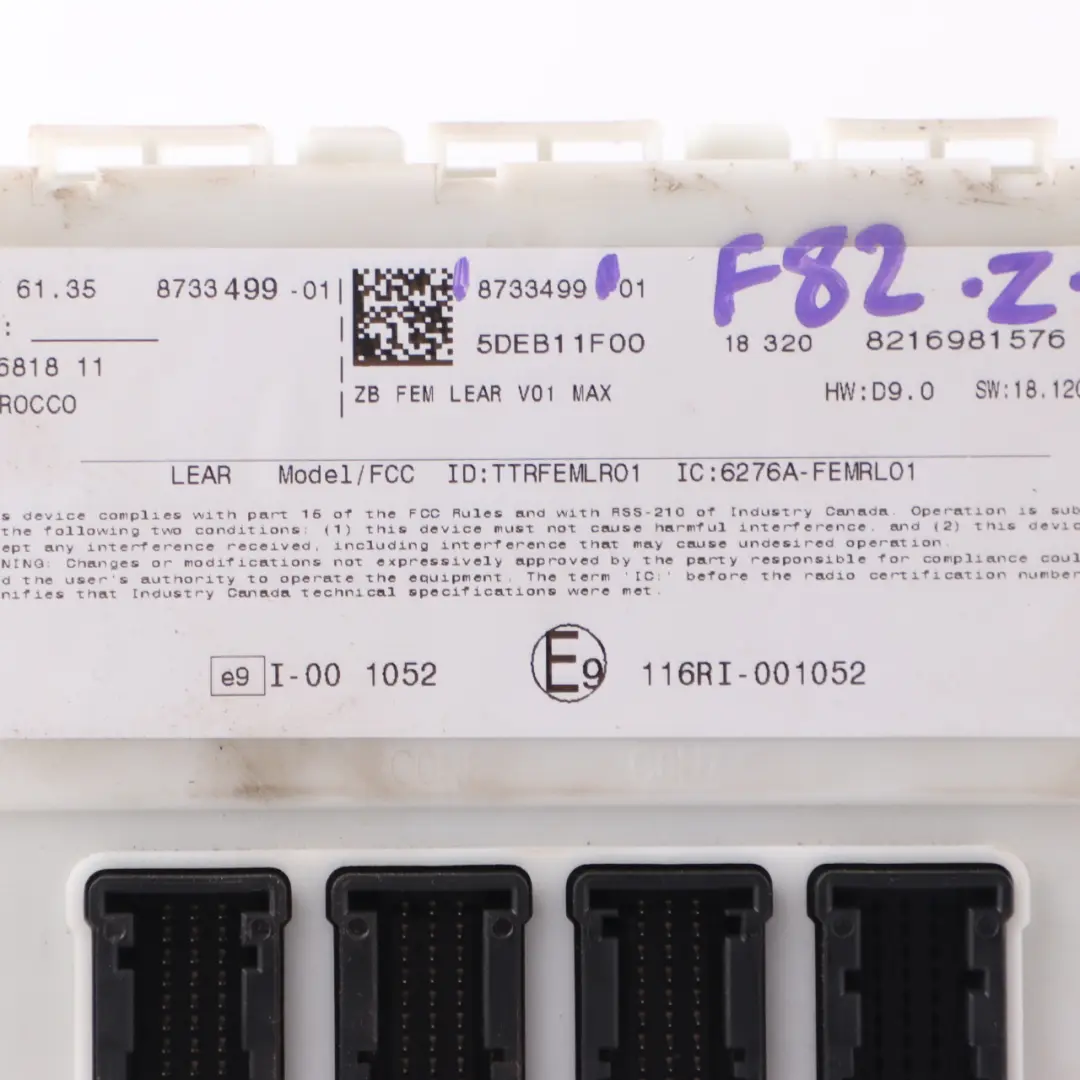 61.35 8733499 -01 8733499 01 F82 .Z.
:
5DEB11F00 18 320 8216981576
6818 11
ROCCO ZB FEM LEAR V01 MAX HW:D9.0 SW:18.120
LEAR Model/FCC ID:TTRFEMLR01 IC:6276A-FEMRL01
s device complies with part 15 of the FCC Rules and with RSS-210 of Industry Canada. Operation is sub
the following two conditions: (1) this device must not cause harmful interference, and (2) this devic
ept any interference received, including interference that may cause undesired operation.
NING: Changes or modifications not expressively approved by the party responsible for compliance coul
d the user's authority to operate the equipment. The term 'IC:' before the radio certification number
nifies that Industry Canada technical specifications were met.
e9 I-00 1052 E9 116RI-001052